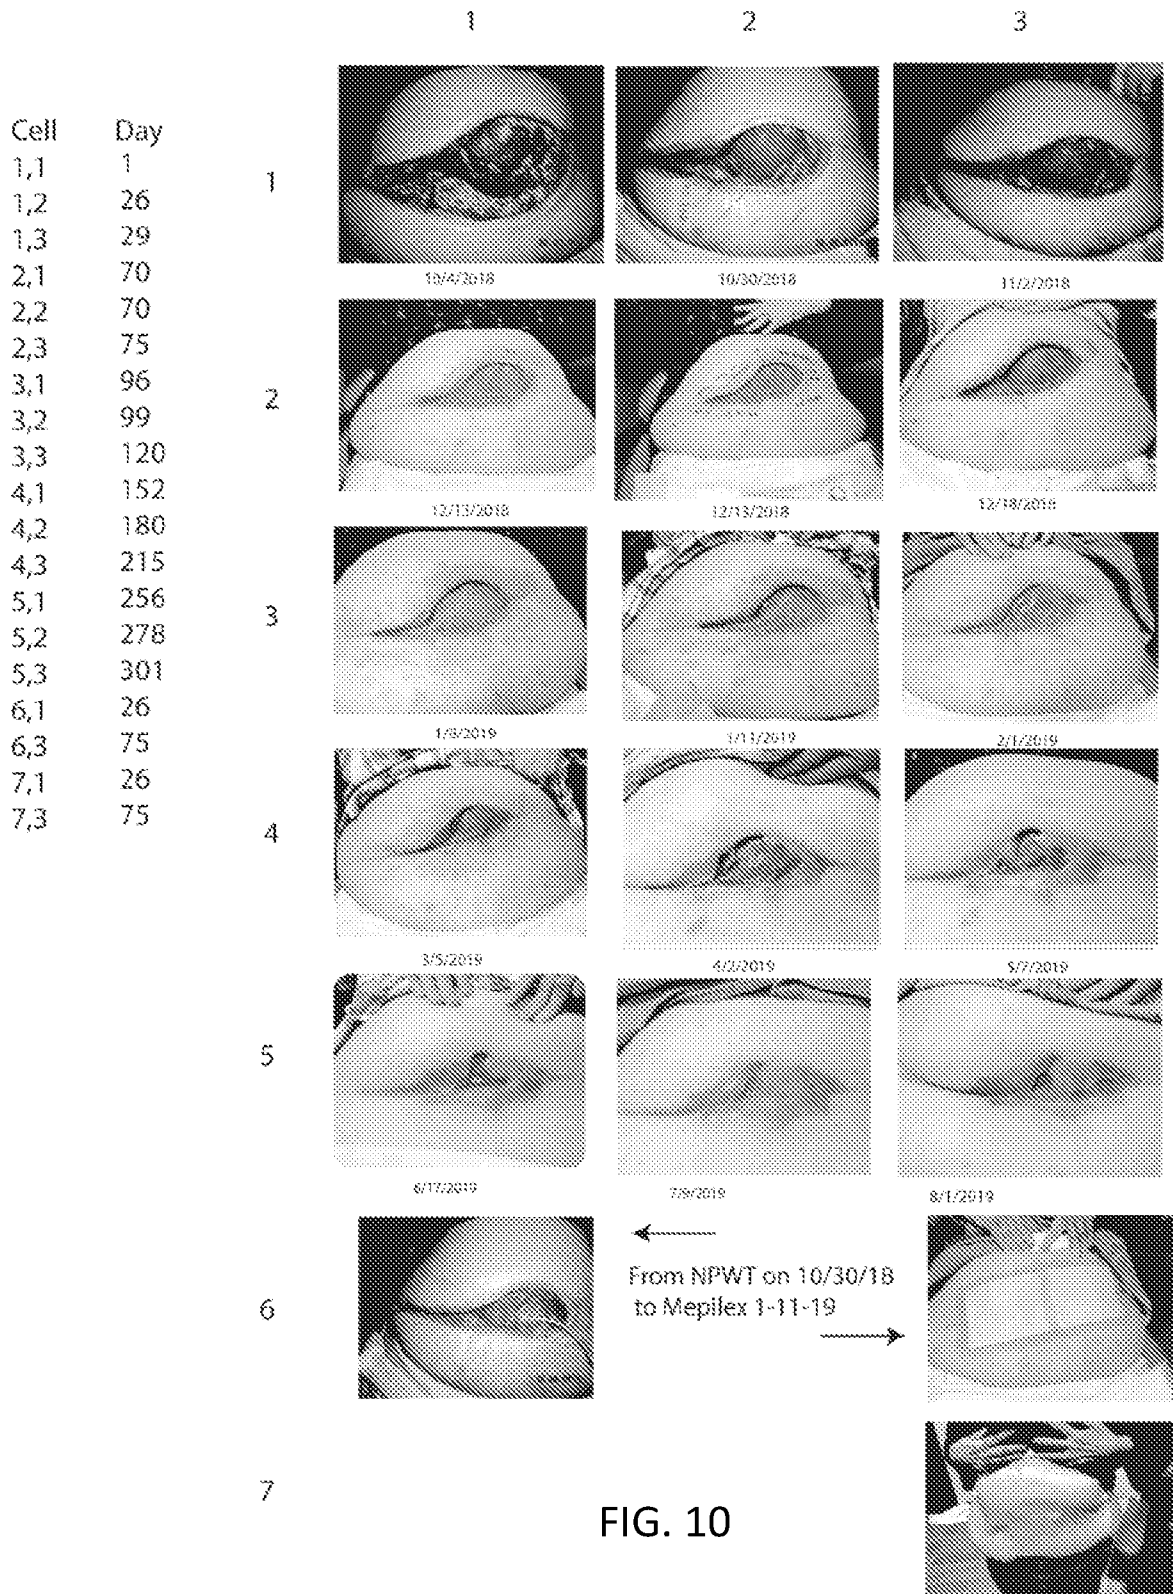 1 2 3
Cell Day
1,1 1
1,2 26
1,3 29
2,1 70
2,2 70
2,3 75
3,1 96
3,2 99
3,3 120
4,1 152
4,2 180
4,3 215
5,1 256
5,2 278
5,3 301
6,1 26
6,3 75
7,1 26
7,3 75
1
10/4/2018 10/30/2018 11/2/2018
2
12/13/2018 12/13/2018 12/18/2018
3
1/8/2019 1/11/2019 2/1/2019
4
3/5/2019 4/2/2019 5/7/2019
5
6/17/2019 7/9/2019 8/1/2019
6
From NPWT on 10/30/18
to Mepilex 1-11-19
7
FIG. 10